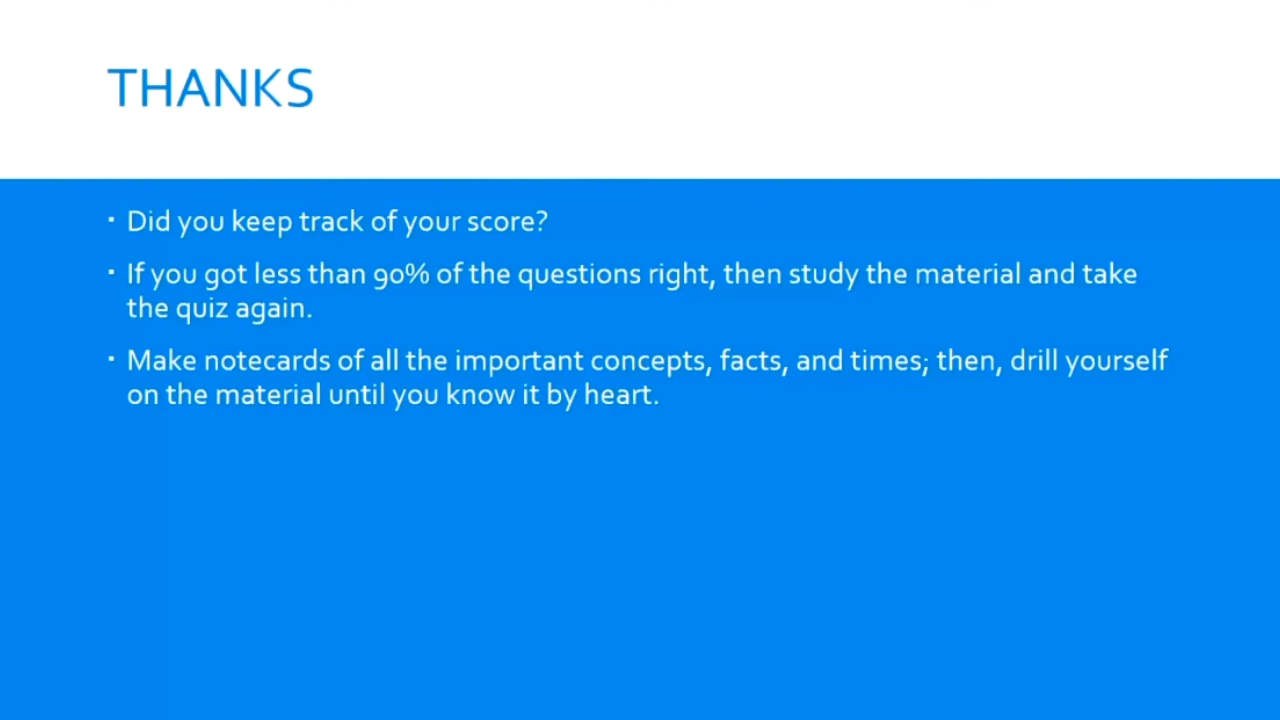 THANKS
▪ Did you keep track of your score?
▪ If you got less than 90% of the questions right, then study the material and take
the quiz again.
▪ Make notecards of all the important concepts, facts, and times; then, drill yourself
on the material until you know it by heart.